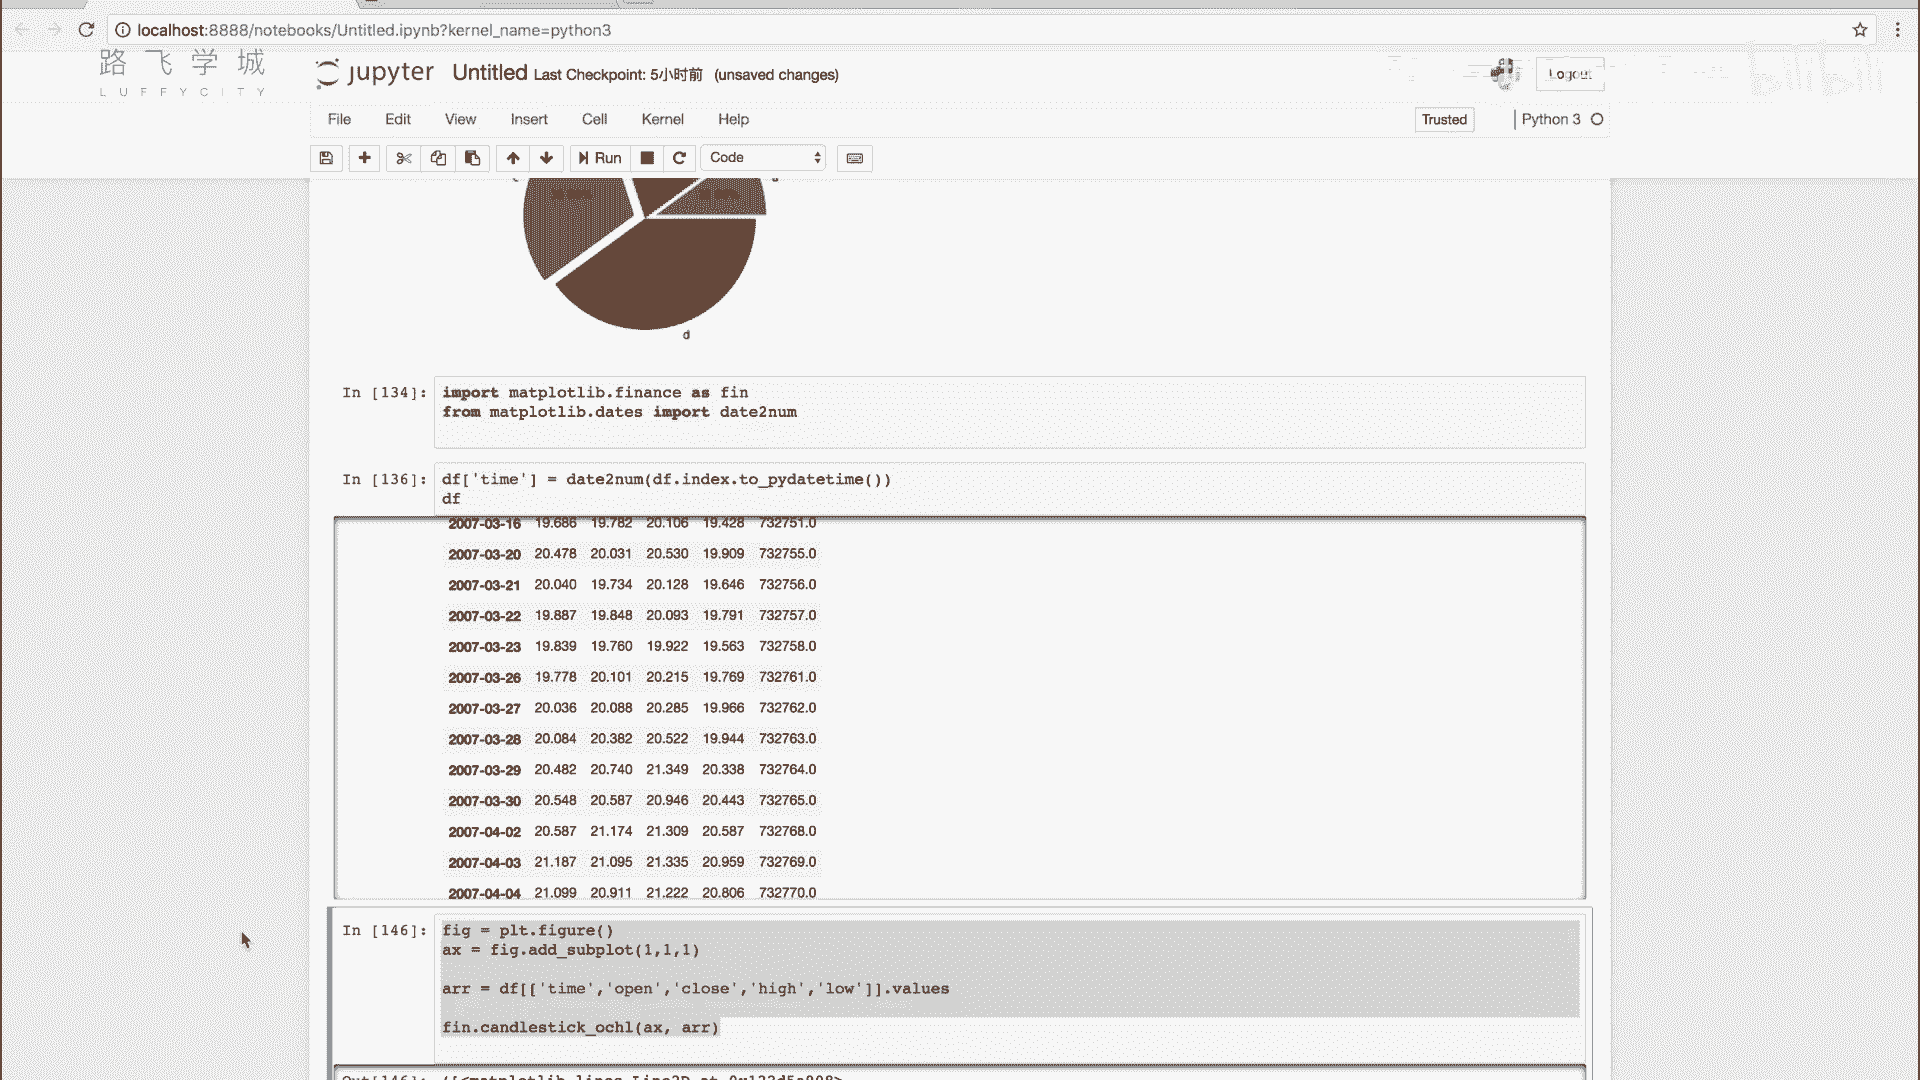 localhost:8888/notebooks/Untitled.ipynb?kernel_name=python3
路飞学城
LUFFYCITY
jupyter Untitled Last Checkpoint: 5小时前 (unsaved changes)
Logout
bilibili
File Edit View Insert Cell Kernel Help
Trusted
Python 3
Run
Code
d
In [134]:
import matplotlib.finance as fin
from matplotlib.dates import date2num
In [136]:
df['time'] = date2num(df.index.to_pydatetime())
df
2007-03-16 19.686 19.782 20.106 19.428 732751.0
2007-03-20 20.478 20.031 20.530 19.909 732755.0
2007-03-21 20.040 19.734 20.128 19.646 732756.0
2007-03-22 19.887 19.848 20.093 19.791 732757.0
2007-03-23 19.839 19.760 19.922 19.563 732758.0
2007-03-26 19.778 20.101 20.215 19.769 732761.0
2007-03-27 20.036 20.088 20.285 19.966 732762.0
2007-03-28 20.084 20.382 20.522 19.944 732763.0
2007-03-29 20.482 20.740 21.349 20.338 732764.0
2007-03-30 20.548 20.587 20.946 20.443 732765.0
2007-04-02 20.587 21.174 21.309 20.587 732768.0
2007-04-03 21.187 21.095 21.335 20.959 732769.0
2007-04-04 21.099 20.911 21.222 20.806 732770.0
In [146]:
fig = plt.figure()
ax = fig.add_subplot(1,1,1)
arr = df[['time','open','close','high','low']].values
fin.candlestick_ochl(ax, arr)